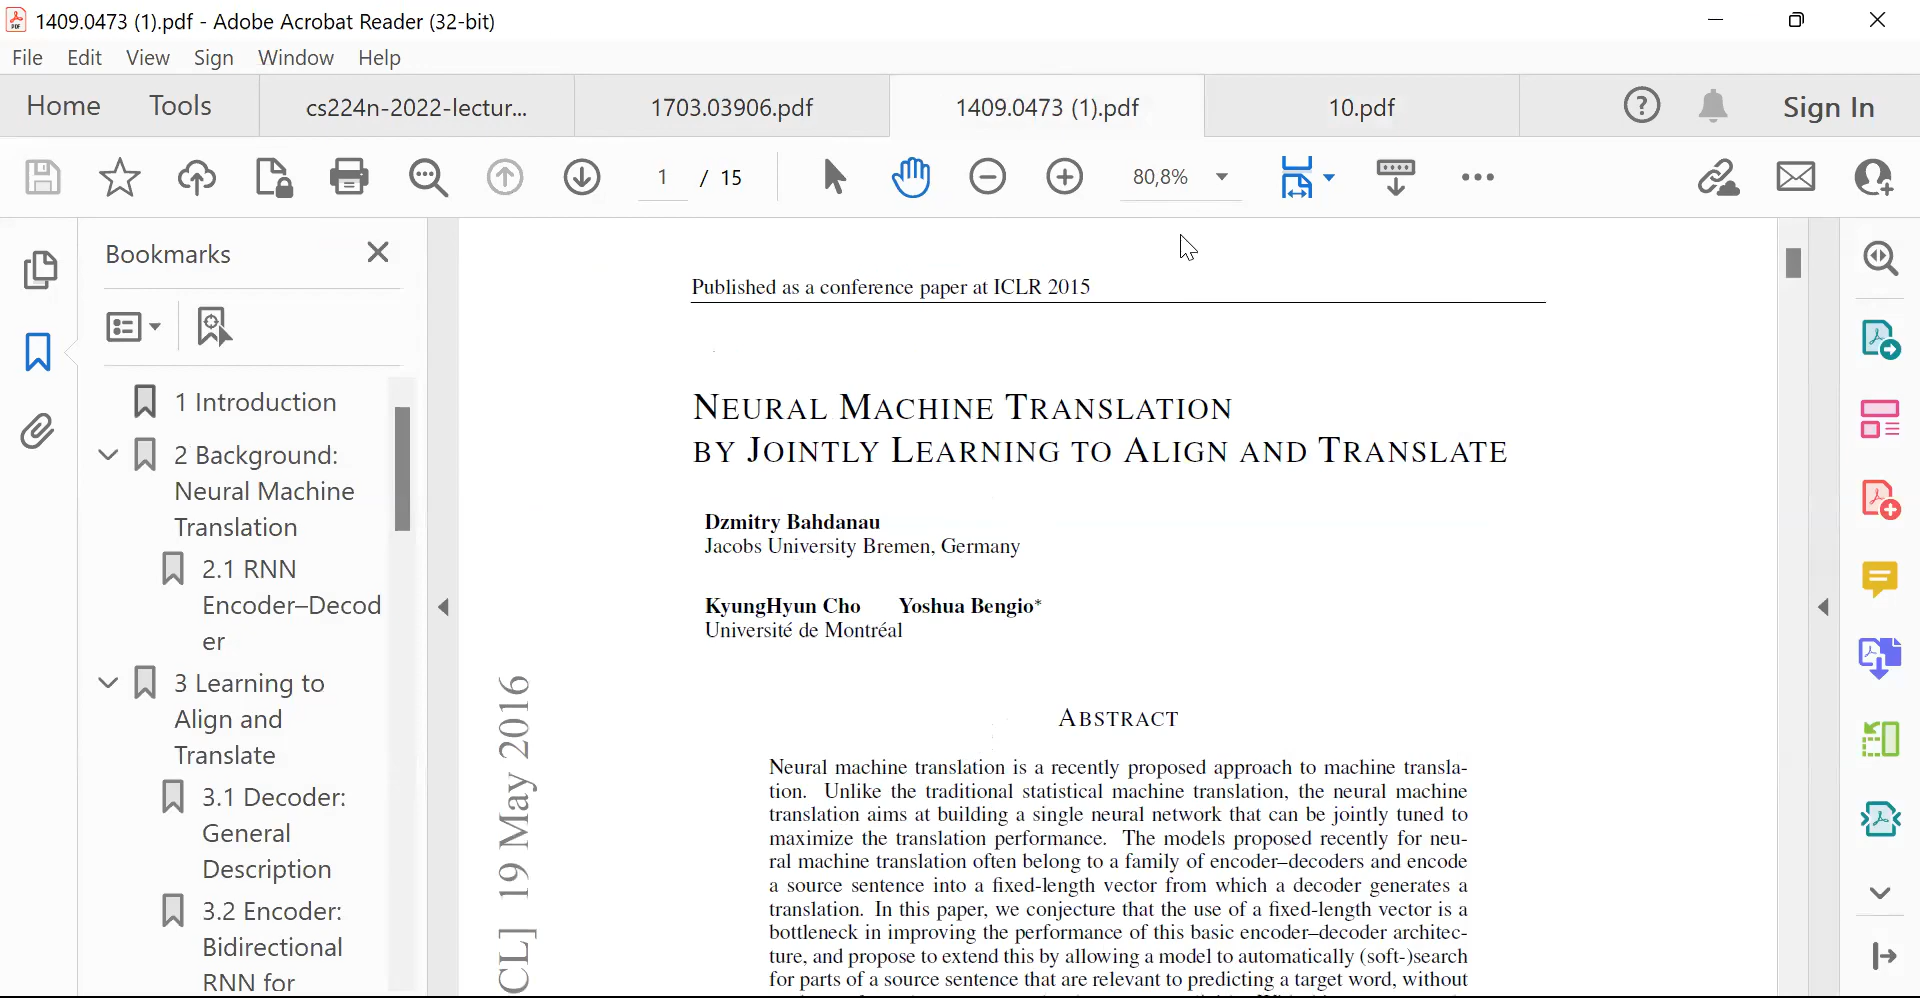 1409.0473 (1).pdf - Adobe Acrobat Reader (32-bit)
File Edit View Sign Window Help
Home Tools cs224n-2022-lectur... 1703.03906.pdf 1409.0473 (1).pdf 10.pdf Sign In
1 / 15 80,8%
Bookmarks
1 Introduction
2 Background:
Neural Machine
Translation
2.1 RNN
Encoder–Decod
er
3 Learning to
Align and
Translate
3.1 Decoder:
General
Description
3.2 Encoder:
Bidirectional
RNN for
CL] 19 May 2016
Published as a conference paper at ICLR 2015
NEURAL MACHINE TRANSLATION
BY JOINTLY LEARNING TO ALIGN AND TRANSLATE
Dzmitry Bahdanau
Jacobs University Bremen, Germany
KyungHyun Cho Yoshua Bengio*
Université de Montréal
ABSTRACT
Neural machine translation is a recently proposed approach to machine transla-
tion. Unlike the traditional statistical machine translation, the neural machine
translation aims at building a single neural network that can be jointly tuned to
maximize the translation performance. The models proposed recently for neu-
ral machine translation often belong to a family of encoder–decoders and encode
a source sentence into a fixed-length vector from which a decoder generates a
translation. In this paper, we conjecture that the use of a fixed-length vector is a
bottleneck in improving the performance of this basic encoder–decoder architec-
ture, and propose to extend this by allowing a model to automatically (soft-)search
for parts of a source sentence that are relevant to predicting a target word, without